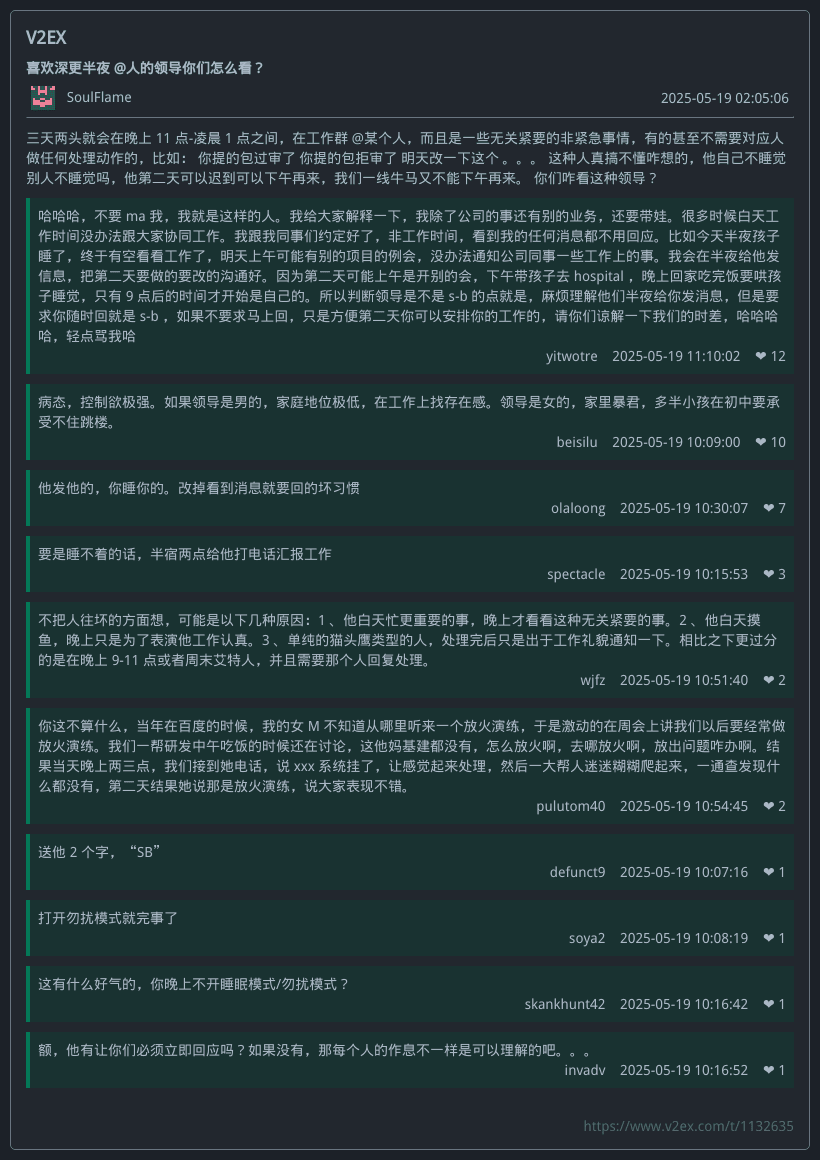 V2EX
喜欢深更半夜 @人的领导你们怎么看？
SoulFlame 2025-05-19 02:05:06
三天两头就会在晚上 11 点-凌晨 1 点之间，在工作群 @某个人，而且是一些无关紧要的非紧急事情，有的甚至不需要对应人
做任何处理动作的，比如： 你提的包过审了 你提的包拒审了 明天改一下这个 。。。 这种人真搞不懂咋想的，他自己不睡觉
别人不睡觉吗，他第二天可以迟到可以下午再来，我们一线牛马又不能下午再来。 你们咋看这种领导？
哈哈哈，不要 ma 我，我就是这样的人。我给大家解释一下，我除了公司的事还有别的业务，还要带娃。很多时候白天工
作时间没办法跟大家协同工作。我跟我同事们约定好了，非工作时间，看到我的任何消息都不用回应。比如今天半夜孩子
睡了，终于有空看看工作了，明天上午可能有别的项目的例会，没办法通知公司同事一些工作上的事。我会在半夜给他发
信息，把第二天要做的要改的沟通好。因为第二天可能上午是开别的会，下午带孩子去 hospital ，晚上回家吃完饭要哄孩
子睡觉，只有 9 点后的时间才开始是自己的。所以判断领导是不是 s-b 的点就是，麻烦理解他们半夜给你发消息，但是要
求你随时回就是 s-b ，如果不要求马上回，只是方便第二天你可以安排你的工作的，请你们谅解一下我们的时差，哈哈哈
哈，轻点骂我哈
yitwotre 2025-05-19 11:10:02 ❤ 12
病态，控制欲极强。如果领导是男的，家庭地位极低，在工作上找存在感。领导是女的，家里暴君，多半小孩在初中要承
受不住跳楼。
beisilu 2025-05-19 10:09:00 ❤ 10
他发他的，你睡你的。改掉看到消息就要回的坏习惯
olaloong 2025-05-19 10:30:07 ❤ 7
要是睡不着的话，半宿两点给他打电话汇报工作
spectacle 2025-05-19 10:15:53 ❤ 3
不把人往坏的方面想，可能是以下几种原因：1 、他白天忙更重要的事，晚上才看看这种无关紧要的事。2 、他白天摸
鱼，晚上只是为了表演他工作认真。3 、单纯的猫头鹰类型的人，处理完后只是出于工作礼貌通知一下。相比之下更过分
的是在晚上 9-11 点或者周末艾特人，并且需要那个人回复处理。
wjfz 2025-05-19 10:51:40 ❤ 2
你这不算什么，当年在百度的时候，我的女 M 不知道从哪里听来一个放火演练，于是激动的在周会上讲我们以后要经常做
放火演练。我们一帮研发中午吃饭的时候还在讨论，这他妈基建都没有，怎么放火啊，去哪放火啊，放出问题咋办啊。结
果当天晚上两三点，我们接到她电话，说 xxx 系统挂了，让感觉起来处理，然后一大帮人迷迷糊糊爬起来，一通查发现什
么都没有，第二天结果她说那是放火演练，说大家表现不错。
pulutom40 2025-05-19 10:54:45 ❤ 2
送他 2 个字，“SB”
defunct9 2025-05-19 10:07:16 ❤ 1
打开勿扰模式就完事了
soya2 2025-05-19 10:08:19 ❤ 1
这有什么好气的，你晚上不开睡眠模式/勿扰模式？
skankhunt42 2025-05-19 10:16:42 ❤ 1
额，他有让你们必须立即回应吗？如果没有，那每个人的作息不一样是可以理解的吧。。。
invadv 2025-05-19 10:16:52 ❤ 1
https://www.v2ex.com/t/1132635